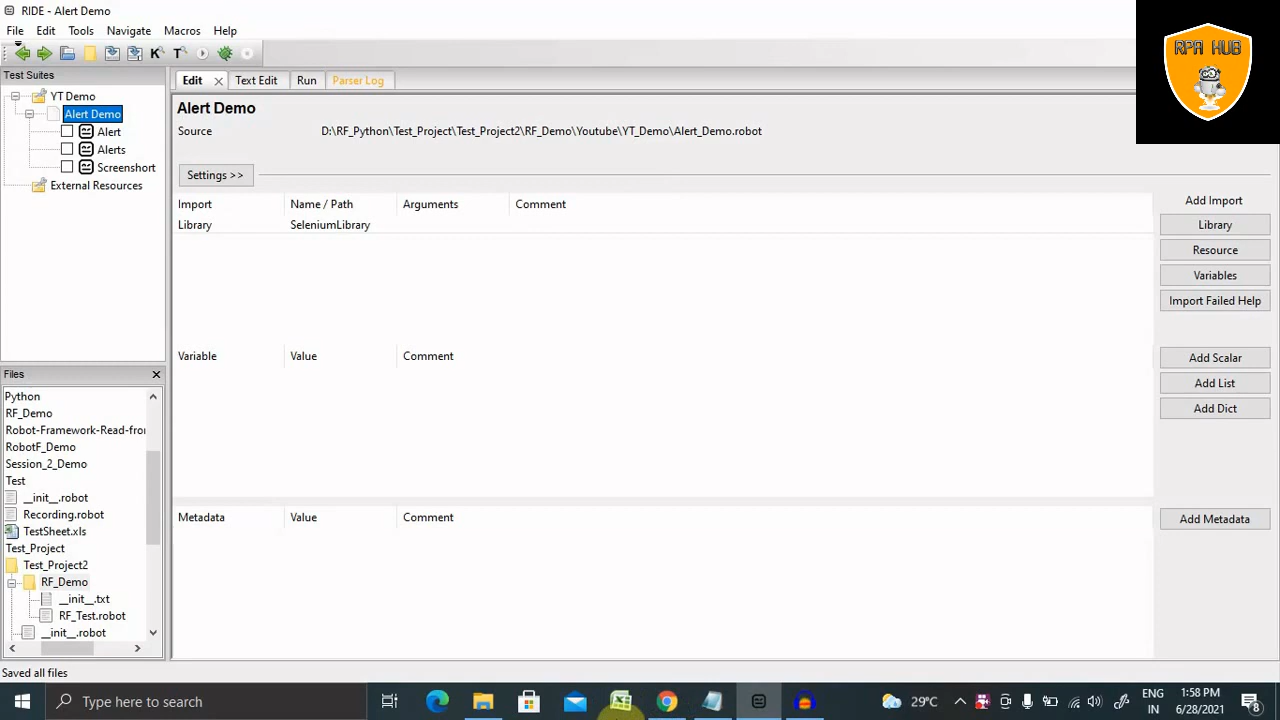 RIDE - Alert Demo
File Edit Tools Navigate Macros Help
RPA HUB
Test Suites
YT Demo
Alert Demo
Alert
Alerts
Screenshort
External Resources
Edit Text Edit Run Parser Log
Alert Demo
Source D:\RF_Python\Test_Project\Test_Project2\RF_Demo\Youtube\YT_Demo\Alert_Demo.robot
Settings >>
Import Name / Path Arguments Comment
Library SeleniumLibrary
Add Import
Library
Resource
Variables
Import Failed Help
Variable Value Comment
Add Scalar
Add List
Add Dict
Metadata Value Comment
Add Metadata
Files
Python
RF_Demo
Robot-Framework-Read-fror
RobotF_Demo
Session_2_Demo
Test
__init__.robot
Recording.robot
TestSheet.xls
Test_Project
Test_Project2
RF_Demo
__init__.txt
RF_Test.robot
__init__.robot
Saved all files
Type here to search
29°C
ENG
IN
1:58 PM
6/28/2021
8